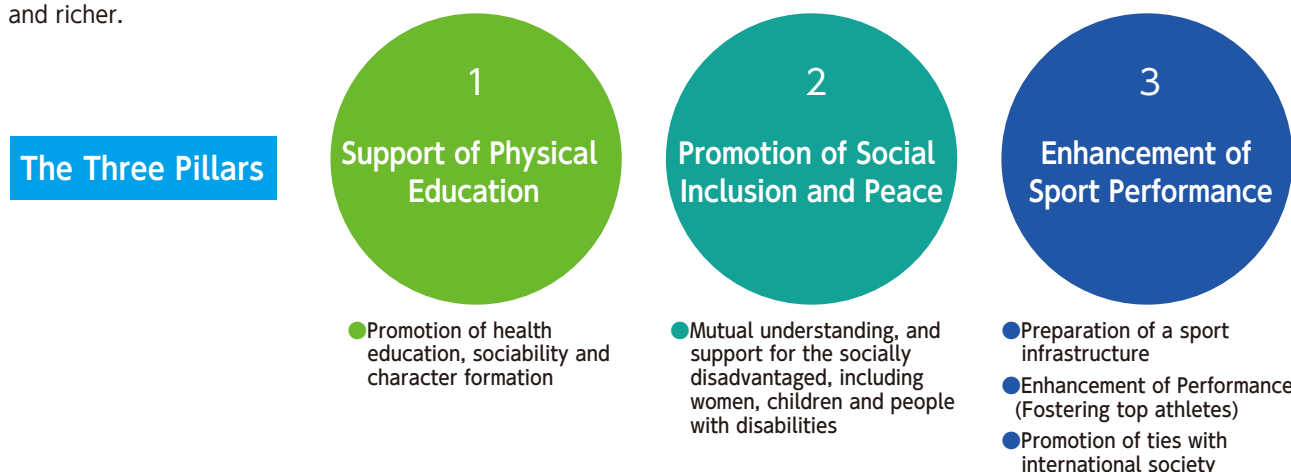 and richer.
The Three Pillars
1
Support of Physical
Education
●Promotion of health
education, sociability and
character formation
2
Promotion of Social
Inclusion and Peace
●Mutual understanding, and
support for the socially
disadvantaged, including
women, children and people
with disabilities
3
Enhancement of
Sport Performance
●Preparation of a sport
infrastructure
●Enhancement of Performance
(Fostering top athletes)
●Promotion of ties with
international society